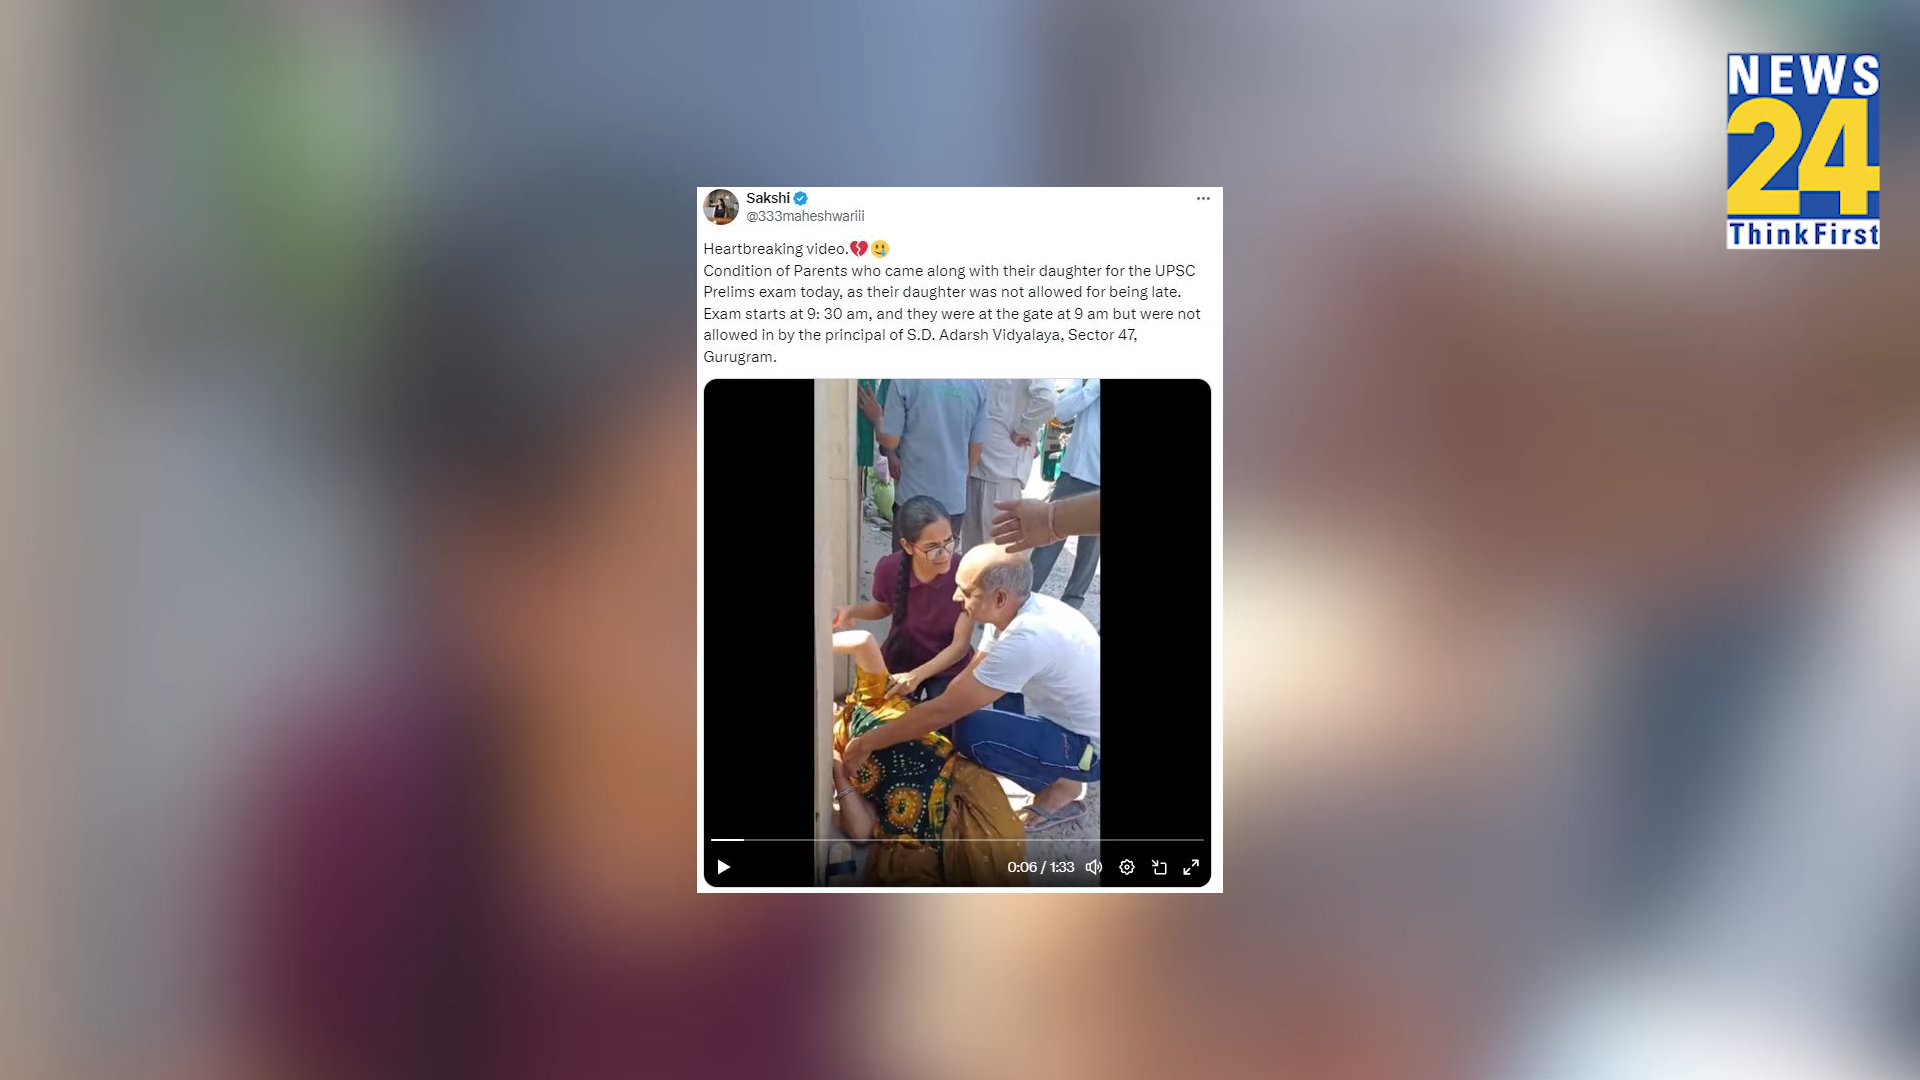 NEWS
24
ThinkFirst
Sakshi
@333maheshwariii
Heartbreaking video.💔🥲
Condition of Parents who came along with their daughter for the UPSC
Prelims exam today, as their daughter was not allowed for being late.
Exam starts at 9: 30 am, and they were at the gate at 9 am but were not
allowed in by the principal of S.D. Adarsh Vidyalaya, Sector 47,
Gurugram.
0:06 / 1:33